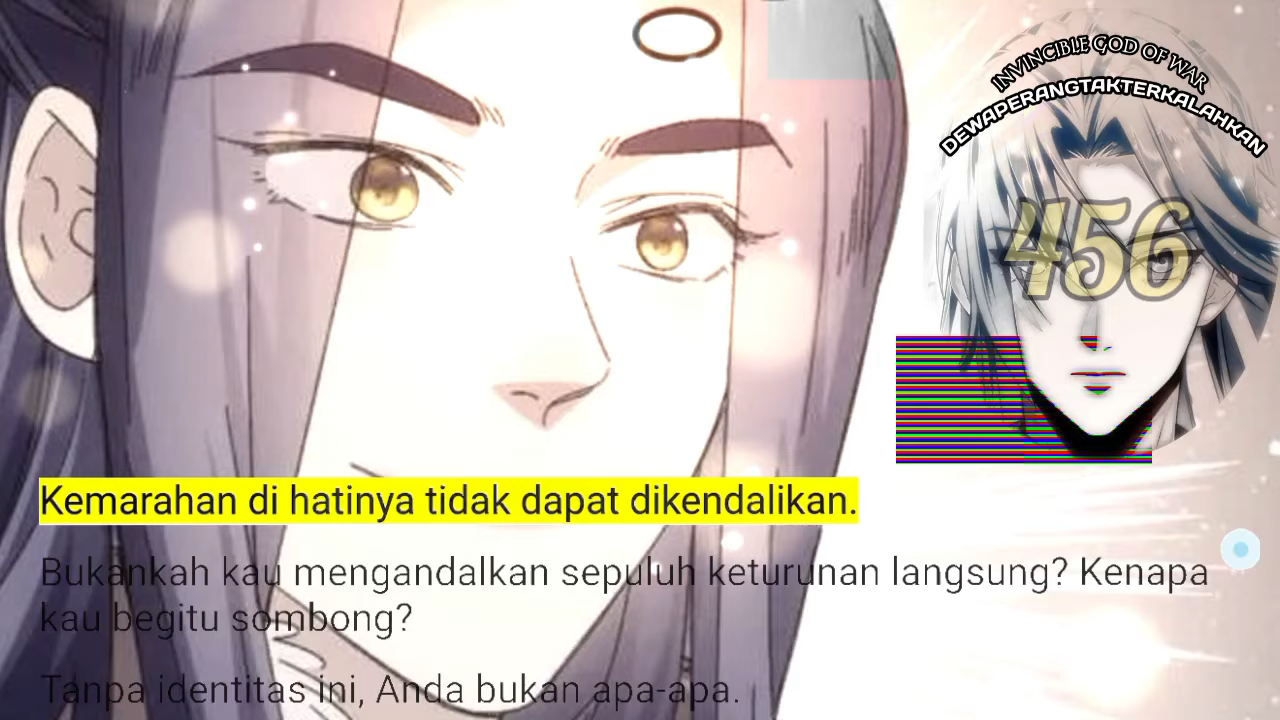 INVINCIBLE GOD OF WAR
DEWAPERANGTAKTERKALAHKAN
456
Kemarahan di hatinya tidak dapat dikendalikan.
Bukankah kau mengandalkan sepuluh keturunan langsung? Kenapa
kau begitu sombong?
Tanpa identitas ini, Anda bukan apa-apa.